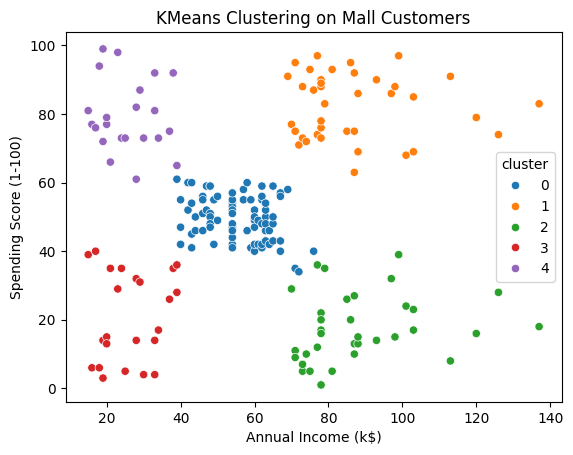 KMeans Clustering on Mall Customers
100
80
60
40
20
0
Spending Score (1-100)
cluster
0
1
2
3
4
20 40 60 80 100 120 140
Annual Income (k$)